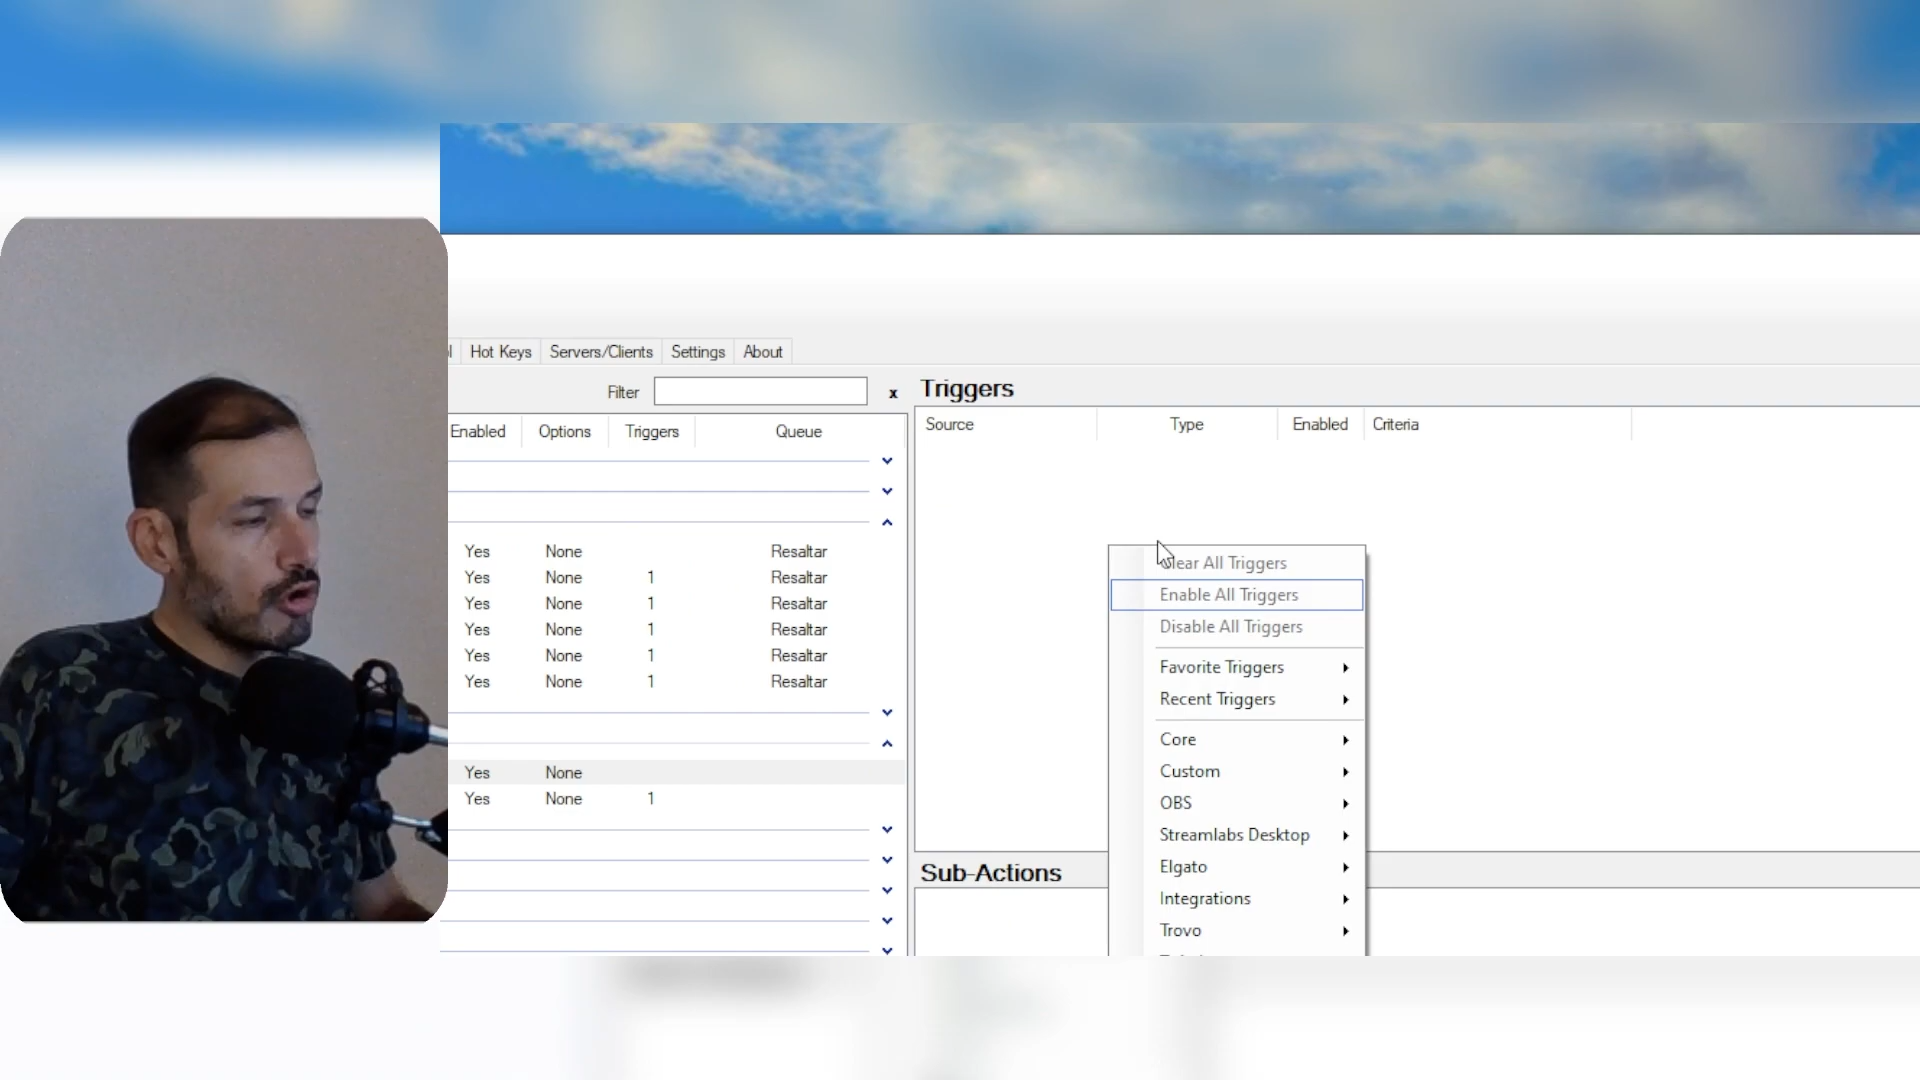 Hot Keys Servers/Clients Settings About
Filter x
Enabled Options Triggers Queue
Yes None Resaltar
Yes None 1 Resaltar
Yes None 1 Resaltar
Yes None 1 Resaltar
Yes None 1 Resaltar
Yes None 1 Resaltar
Yes None
Yes None 1
Triggers
Source Type Enabled Criteria
All Triggers
Enable All Triggers
Disable All Triggers
Favorite Triggers
Recent Triggers
Core
Custom
OBS
Streamlabs Desktop
Elgato
Integrations
Trovo
Sub-Actions